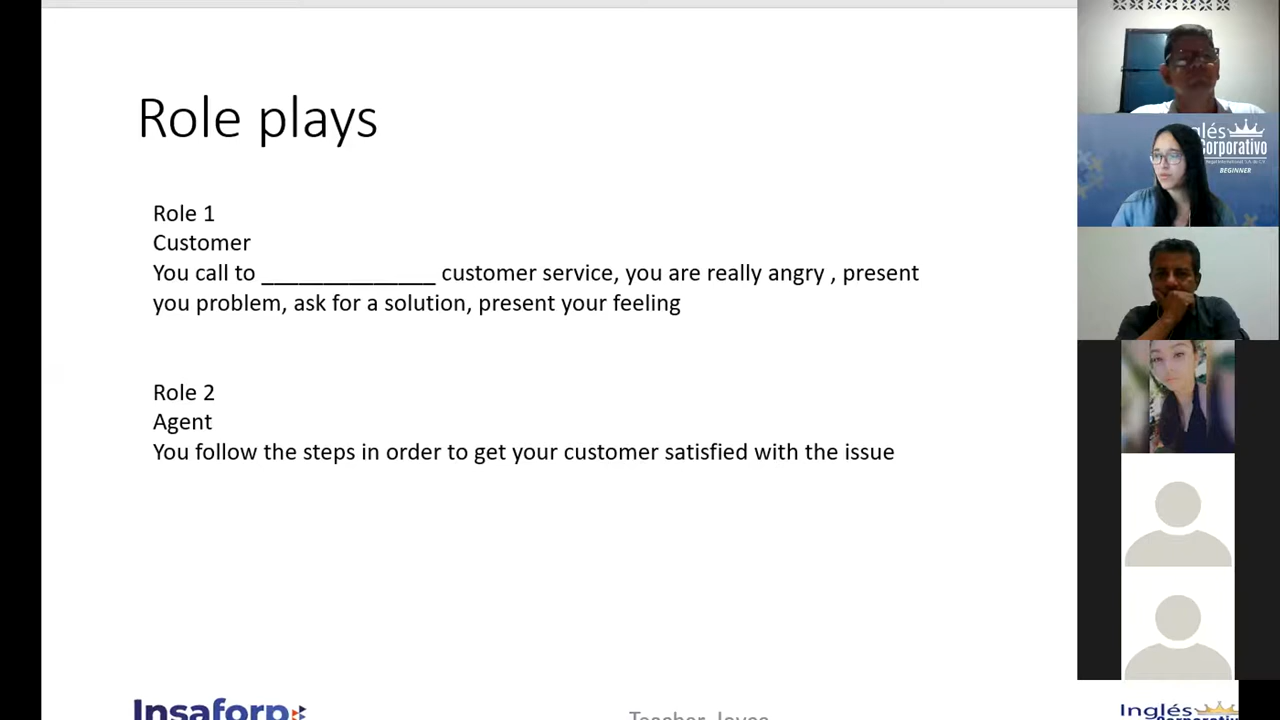 Role plays
Role 1
Customer
You call to _______________ customer service, you are really angry , present
you problem, ask for a solution, present your feeling
Role 2
Agent
You follow the steps in order to get your customer satisfied with the issue
Insaforp
Inglés
glés
Corporativo
BEGINNER